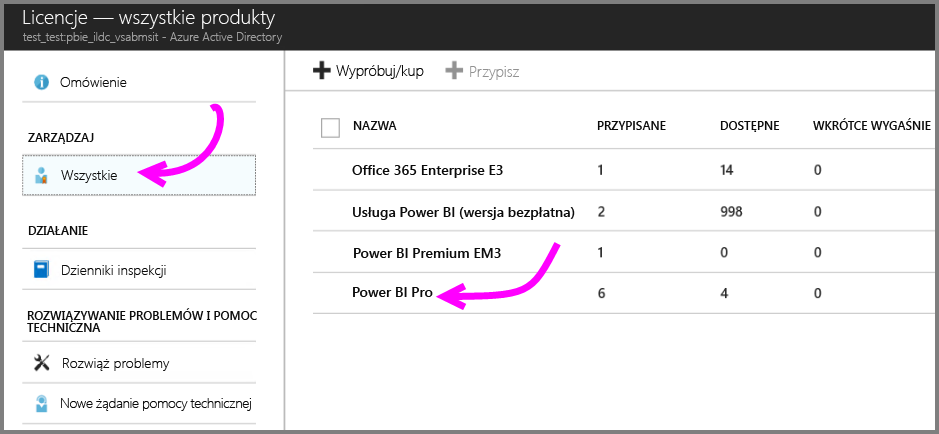 Licencje — wszystkie produkty
test_test:pbie_ildc_vsabmsit - Azure Active Directory
Omówienie
ZARZĄDZAJ
Wszystkie
DZIAŁANIE
Dzienniki inspekcji
ROZWIĄZYWANIE PROBLEMÓW I POMOC
TECHNICZNA
Rozwiąż problemy
Nowe żądanie pomocy technicznej
Wypróbuj/kup Przypisz
NAZWA PRZYPISANE DOSTĘPNE WKRÓTCE WYGAŚNIE
Office 365 Enterprise E3 1 14 0
Usługa Power BI (wersja bezpłatna) 2 998 0
Power BI Premium EM3 1 0 0
Power BI Pro 6 4 0